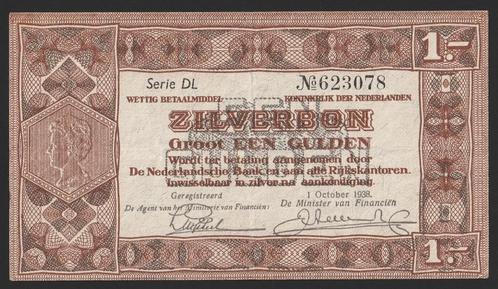 1.-
Serie DL №623078
WETTIG BETAALMIDDEL KONINKRIJK DER NEDERLANDEN
ZILVERBON
Groot EEN GULDEN
Wordt ter betaling aangenomen door
De Nederlandsche Bank en aan alle Rijkskantoren.
Inwisselbaar in zilver na aankondiging.
Geregistreerd 1 October 1938.
De Agent van het Ministerie van Financiën: De Minister van Financiën:
1.-